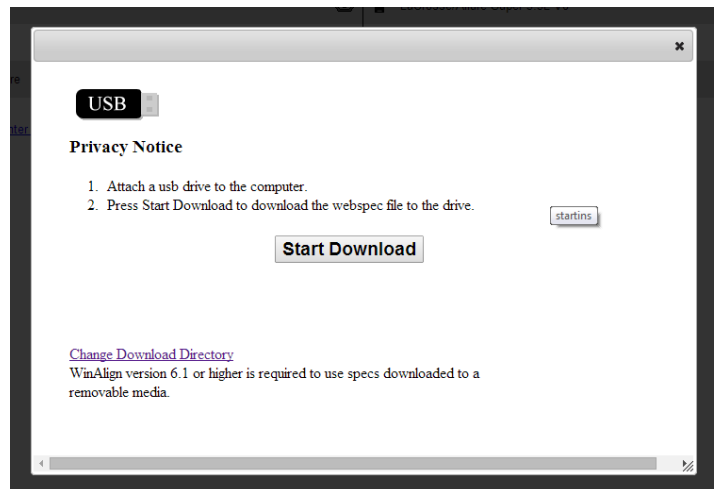 USB
Privacy Notice
1. Attach a usb drive to the computer.
2. Press Start Download to download the webspec file to the drive.
startins
Start Download
Change Download Directory
WinAlign version 6.1 or higher is required to use specs downloaded to a
removable media.